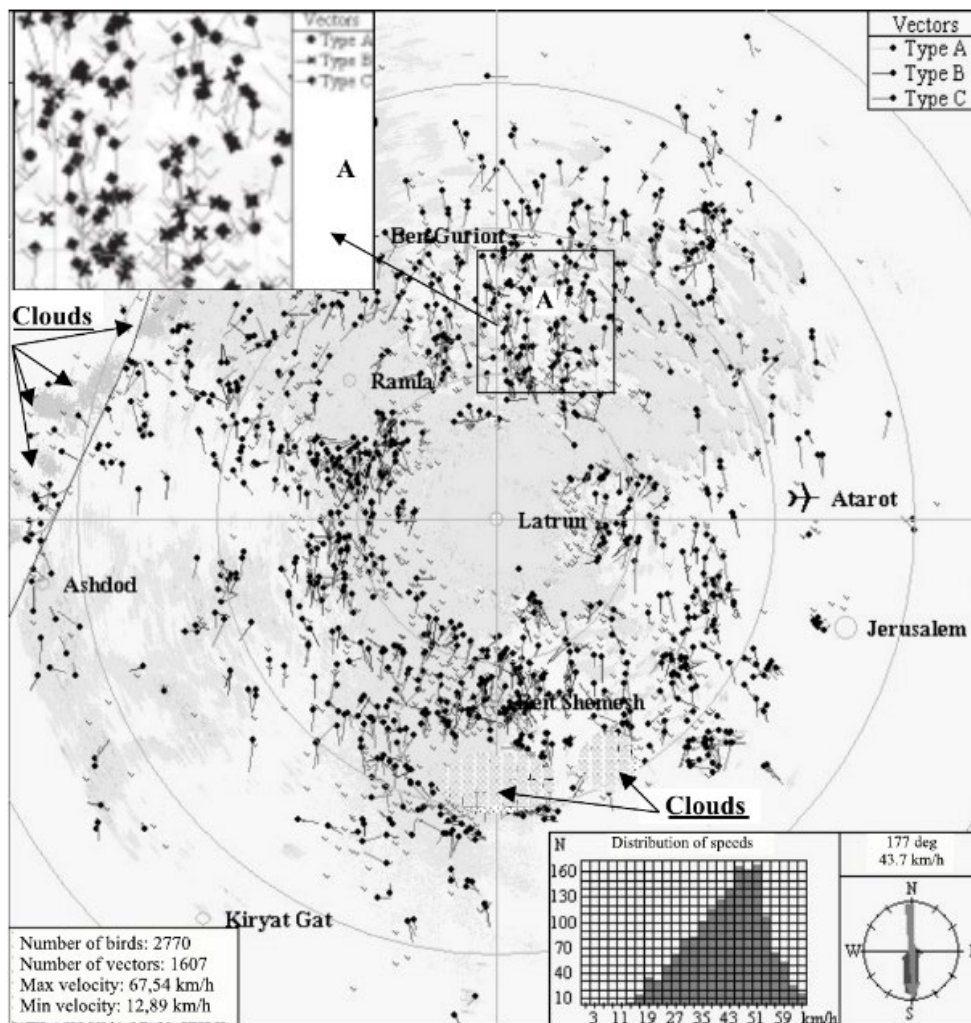 Vectors
Type A
Type B
Type C
A
Vectors
Type A
Type B
Type C
Ben Gurion
A
Clouds
Ramla
Latrun
Atarot
Ashdod
Jerusalem
Beit Shemesh
Clouds
Kiryat Gat
Number of birds: 2770
Number of vectors: 1607
Max velocity: 67,54 km/h
Min velocity: 12,89 km/h
N
Distribution of speeds
160
130
100
70
40
10
3 11 19 27 35 43 51 59 km/h
177 deg
43.7 km/h
N
W
S